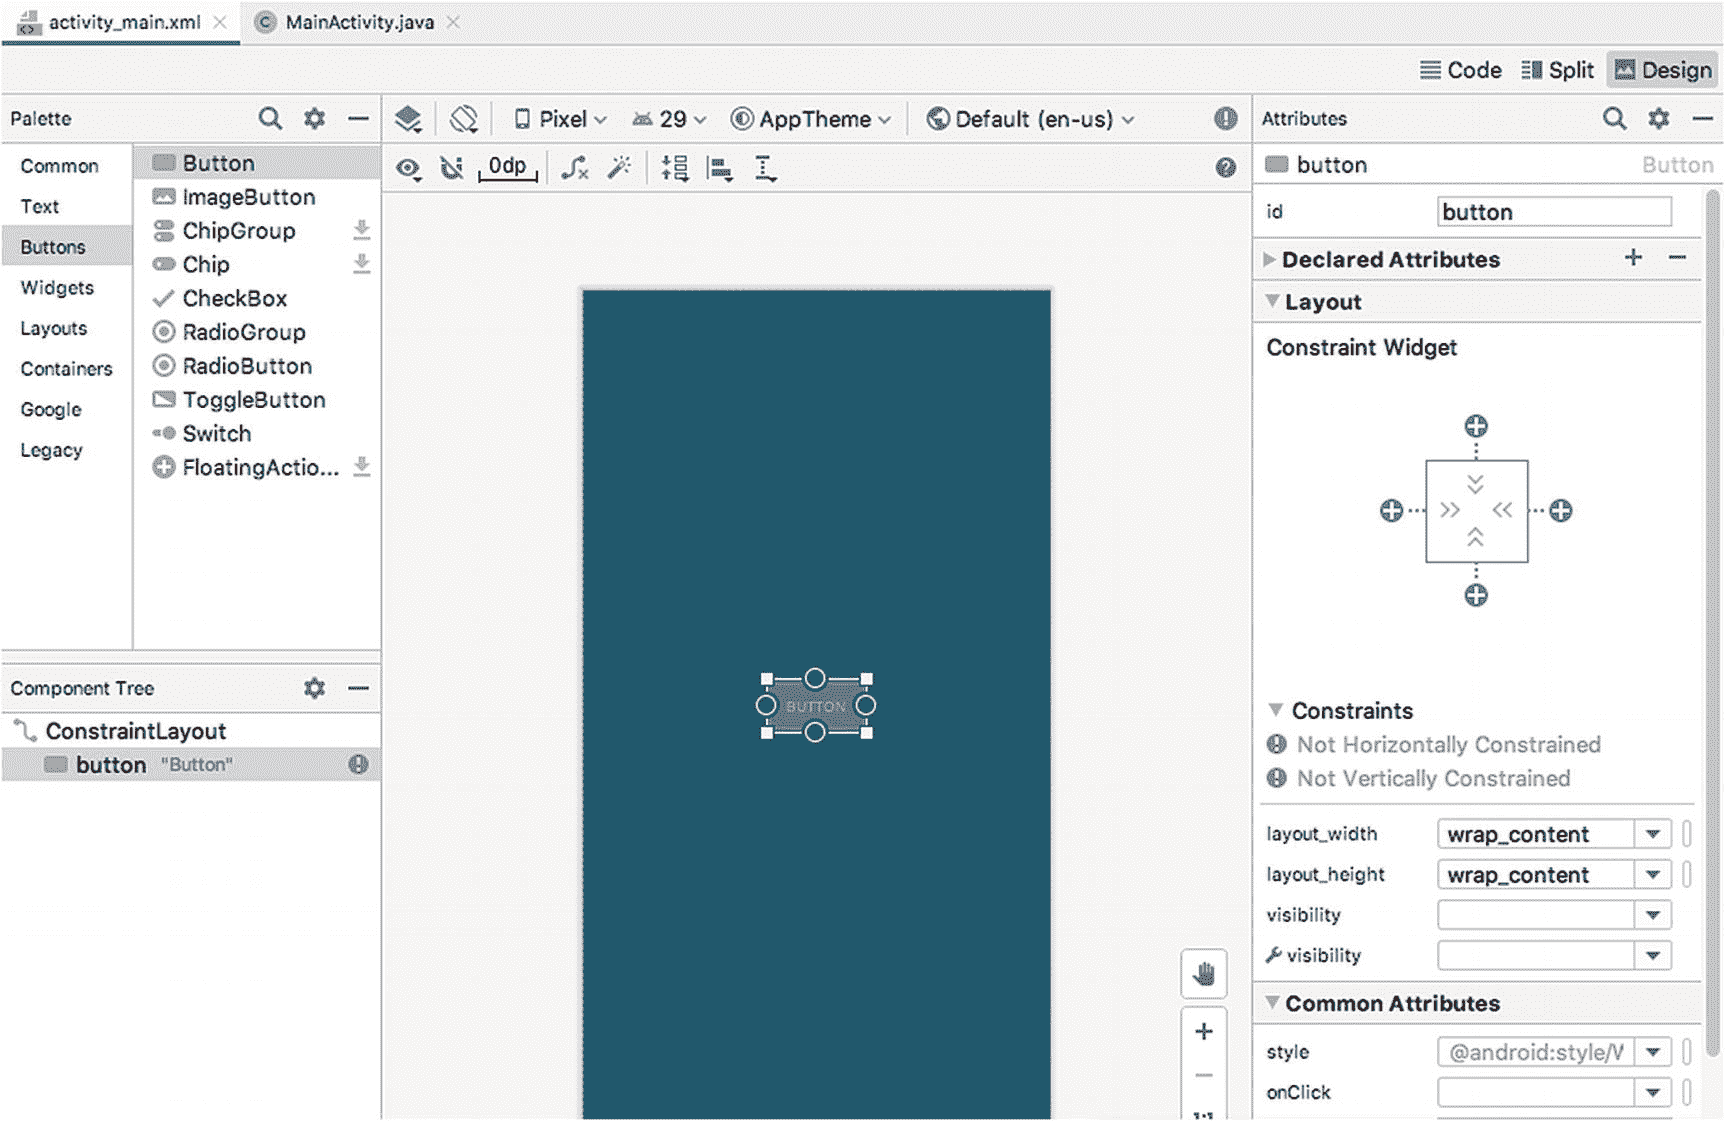 activity_main.xml MainActivity.java
Code Split Design
Palette
Common
Text
Buttons
Widgets
Layouts
Containers
Google
Legacy
Button
ImageButton
ChipGroup
Chip
CheckBox
RadioGroup
RadioButton
ToggleButton
Switch
FloatingActio...
Component Tree
ConstraintLayout
button "Button"
Pixel 29 AppTheme Default (en-us)
0dp
BUTTON
1:1
Attributes
button Button
id button
Declared Attributes
Layout
Constraint Widget
Constraints
Not Horizontally Constrained
Not Vertically Constrained
layout_width wrap_content
layout_height wrap_content
visibility
visibility
Common Attributes
style @android:style/W
onClick